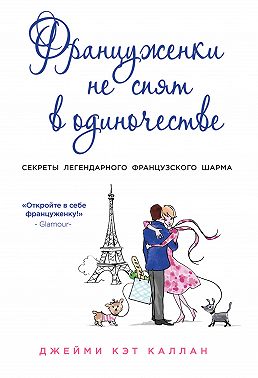 Француженки
не спят
в одиночестве
СЕКРЕТЫ ЛЕГЕНДАРНОГО ФРАНЦУЗСКОГО ШАРМА
«Откройте в себе
француженку!»
- Glamour-
ДЖЕЙМИ КЭТ КАЛЛАН